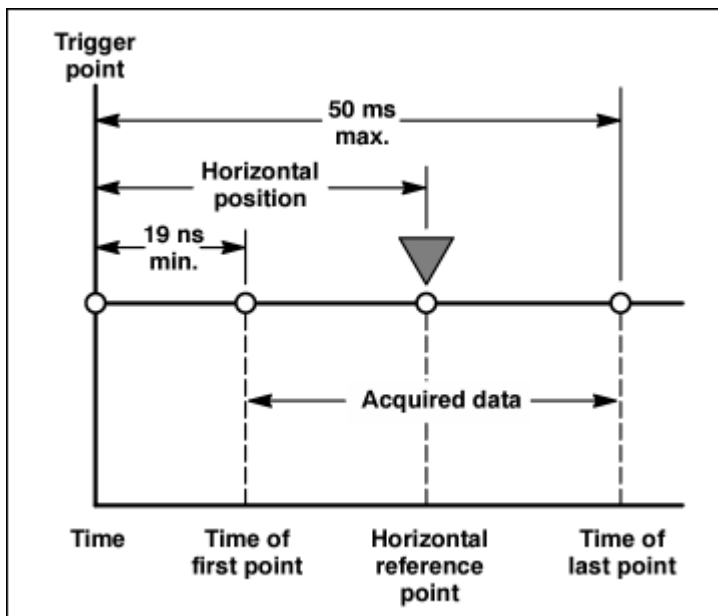 Trigger
point
50 ms
max.
Horizontal
position
19 ns
min.
Acquired data
Time
Time of
first point
Horizontal
reference
point
Time of
last point